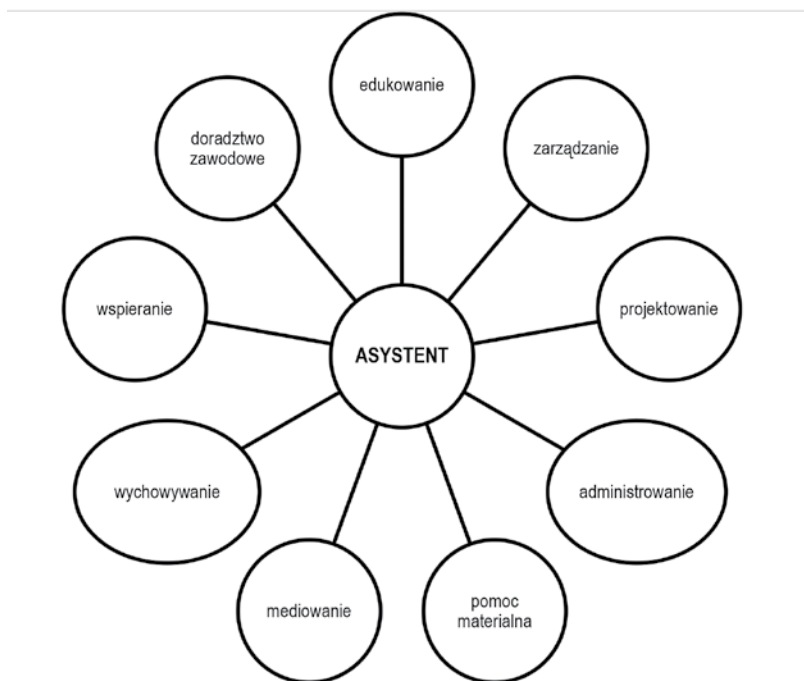 edukowanie
doradztwo
zawodowe
zarządzanie
wspieranie
projektowanie
ASYSTENT
wychowywanie
administrowanie
mediowanie
pomoc
materialna